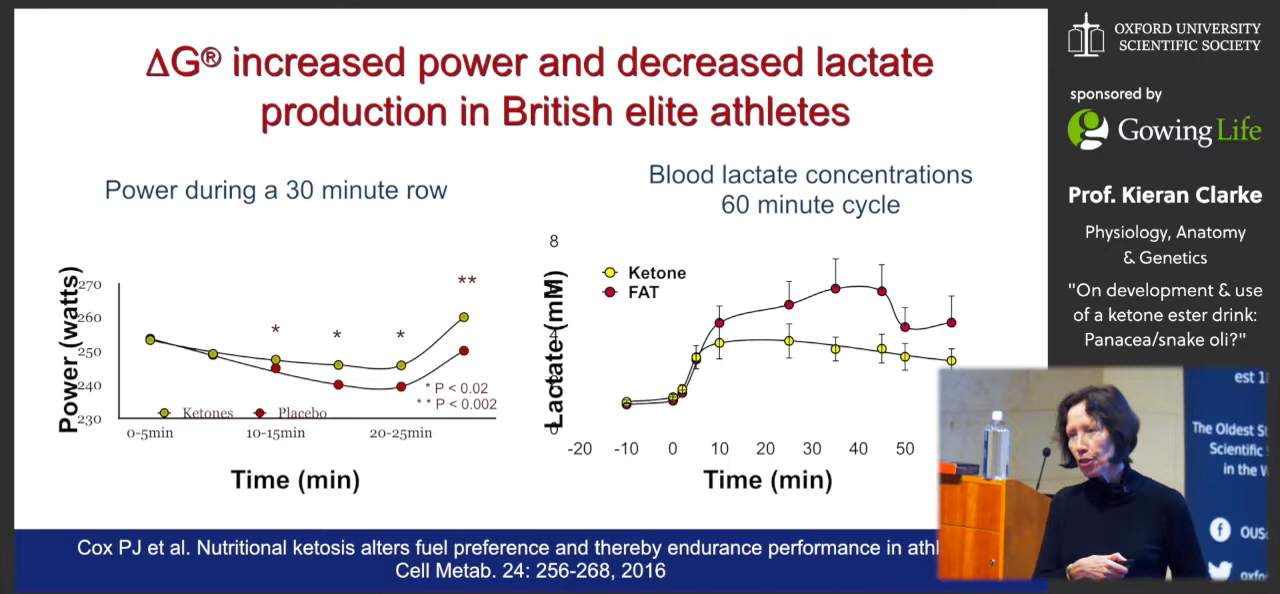 ΔG® increased power and decreased lactate
production in British elite athletes
Power during a 30 minute row
Power (watts)
270
260
250
240
230
*
*
*
**
* P < 0.02
* * P < 0.002
Ketones
Placebo
0-5min
10-15min
20-25min
Time (min)
Blood lactate concentrations
60 minute cycle
8
Lactate (mM)
Ketone
FAT
-20 -10 0 10 20 30 40 50
Time (min)
Cox PJ et al. Nutritional ketosis alters fuel preference and thereby endurance performance in athl
Cell Metab. 24: 256-268, 2016
OXFORD UNIVERSITY
SCIENTIFIC SOCIETY
sponsored by
Gowing Life
Prof. Kieran Clarke
Physiology, Anatomy
& Genetics
"On development & use
of a ketone ester drink:
Panacea/snake oli?"
est 1
The Oldest S
Scientific
in the W
OUS
oxfo